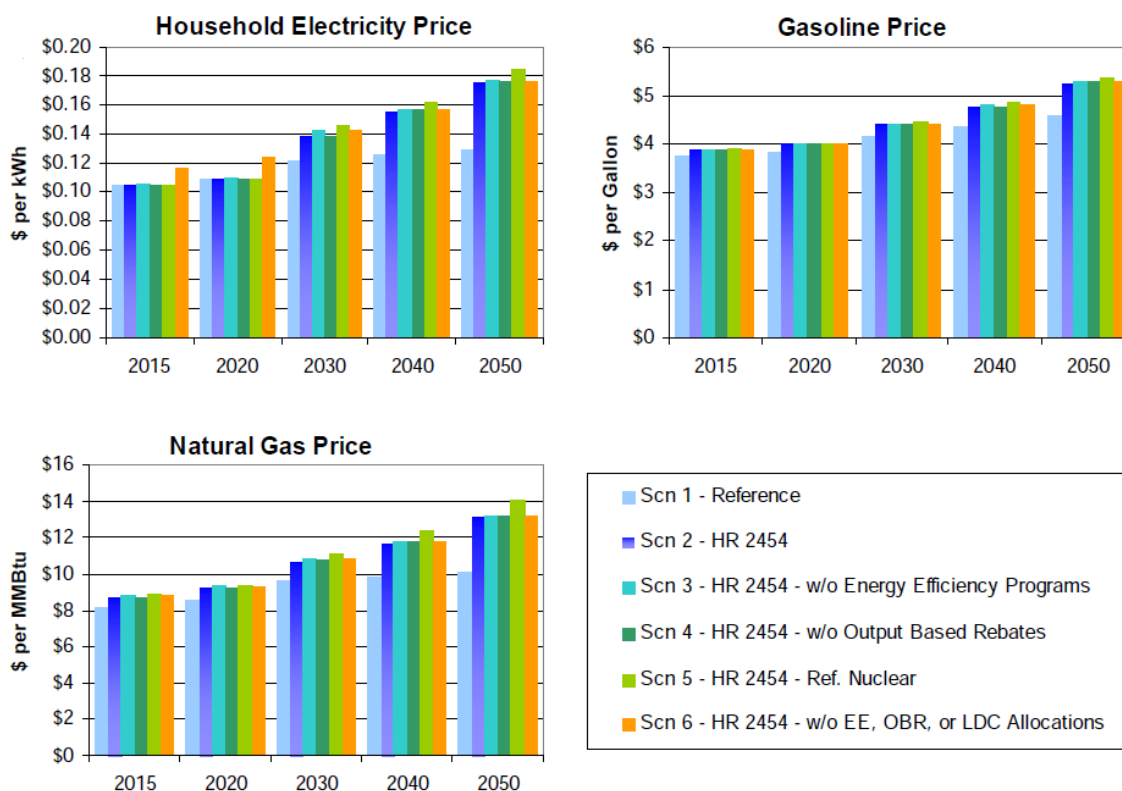 Household Electricity Price
$0.20
$0.18
$0.16
$0.14
$0.12
$0.10
$0.08
$0.06
$0.04
$0.02
$0.00
$ per kWh
2015 2020 2030 2040 2050
Gasoline Price
$6
$5
$4
$3
$2
$1
$0
$ per Gallon
2015 2020 2030 2040 2050
Natural Gas Price
$16
$14
$12
$10
$8
$6
$4
$2
$0
$ per MMBtu
2015 2020 2030 2040 2050
Scn 1 - Reference
Scn 2 - HR 2454
Scn 3 - HR 2454 - w/o Energy Efficiency Programs
Scn 4 - HR 2454 - w/o Output Based Rebates
Scn 5 - HR 2454 - Ref. Nuclear
Scn 6 - HR 2454 - w/o EE, OBR, or LDC Allocations